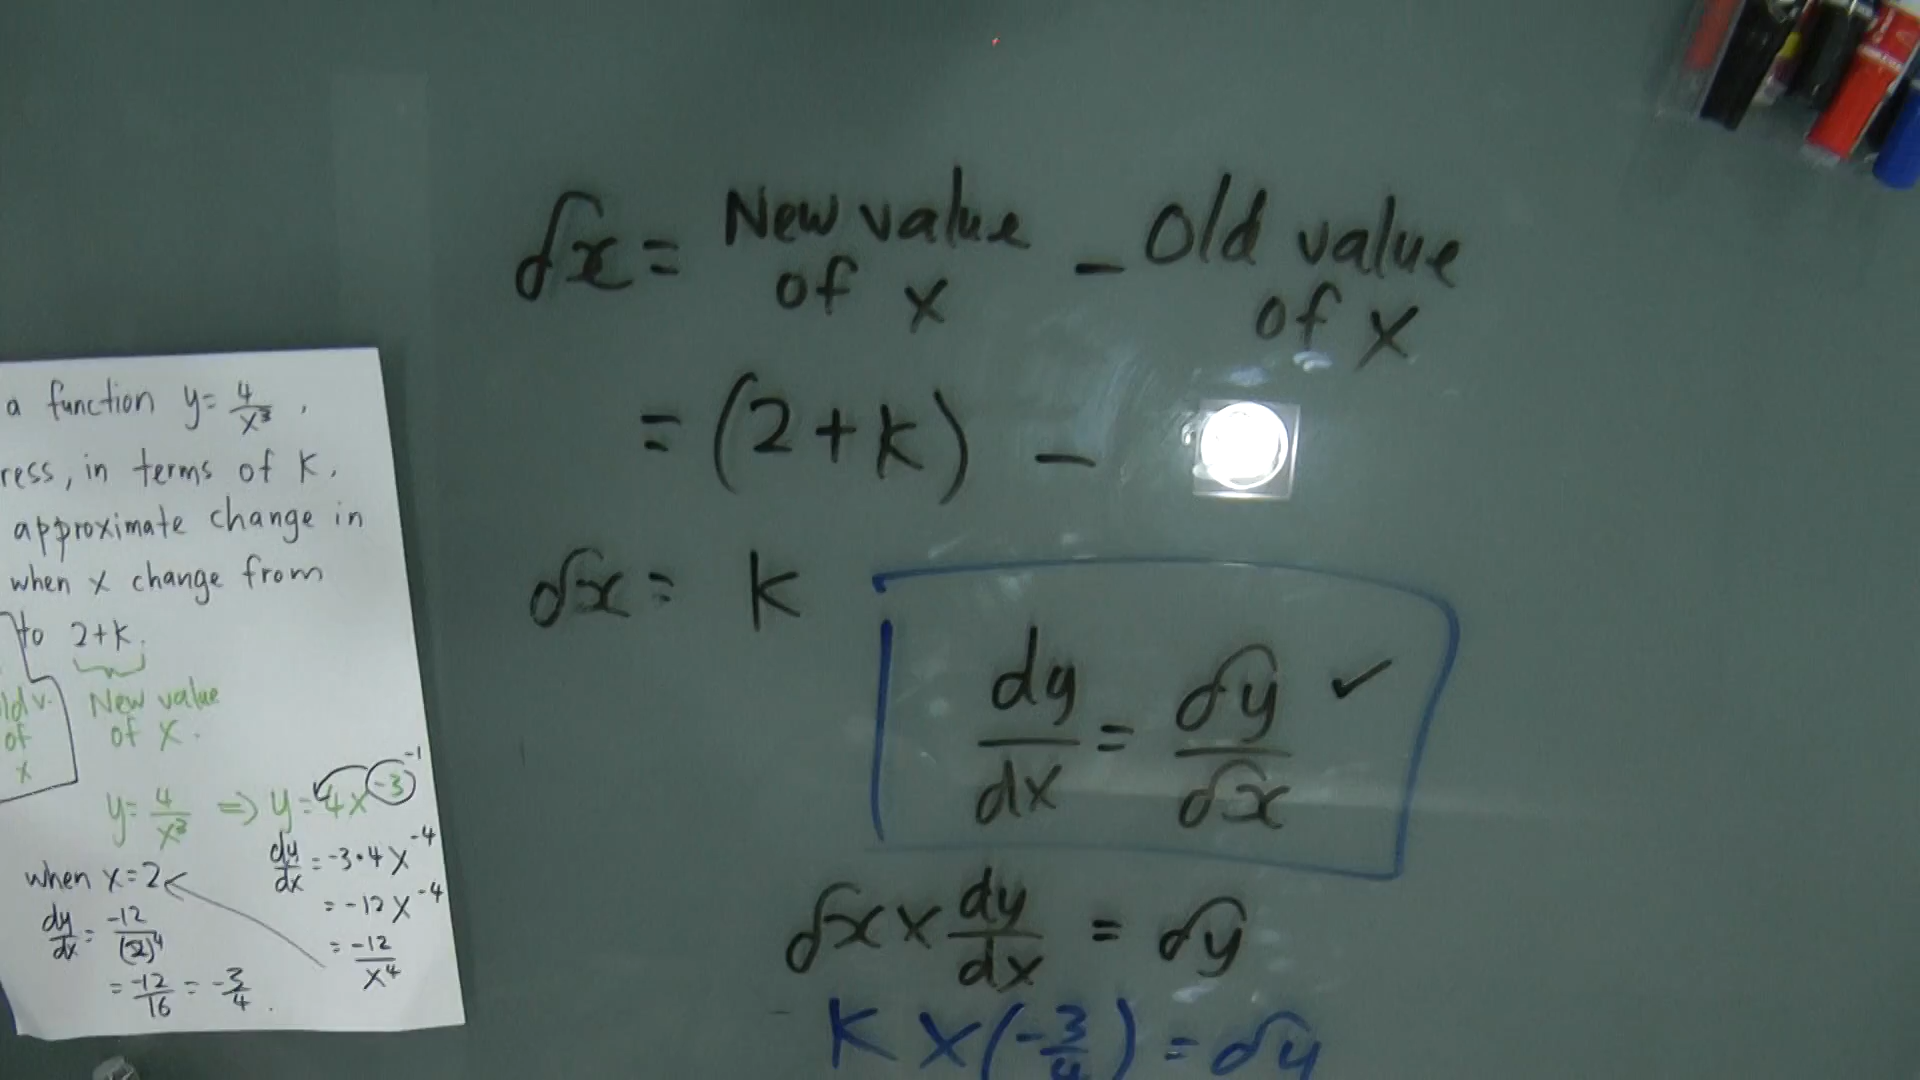 δx = New value of x - Old value of x
= (2 + k) -
δx = k
dy/dx = δy/δx ✓
δx × dy/dx = δy
k × (-3/4) = δy
a function y = 4/x³,
ress, in terms of k,
approximate change in
when x change from
to 2+k.
ld v. of x
New value of x.
y = 4/x³ ⇒ y = 4x⁻³ ⁻¹
dy/dx = -3·4x⁻⁴
= -12x⁻⁴
= -12/x⁴
when x = 2
dy/dx = -12/(2)⁴
= -12/16 = -3/4.